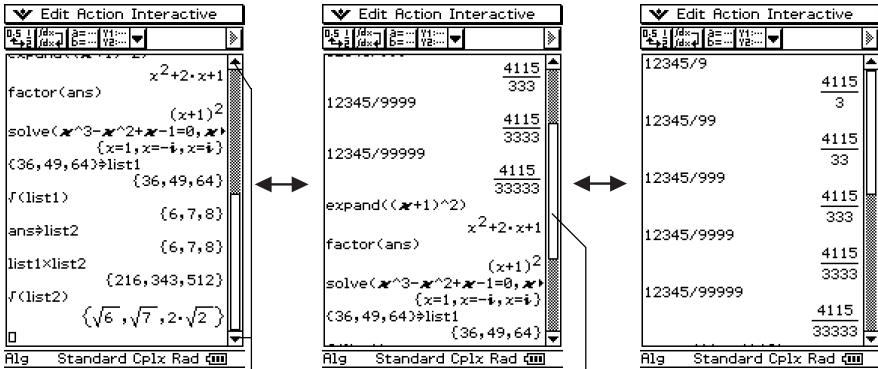 Edit Action Interactive
x²+2·x+1
factor(ans)
(x+1)²
solve(x^3-x^2+x-1=0,x
{x=1,x=-i,x=i}
{36,49,64}⇒list1
{36,49,64}
√(list1)
{6,7,8}
ans⇒list2
{6,7,8}
list1×list2
{216,343,512}
√(list2)
{√6,√7,2·√2}
Alg Standard Cplx Rad
Edit Action Interactive
4115
333
12345/9999
4115
3333
12345/99999
4115
33333
expand((x+1)^2)
x²+2·x+1
factor(ans)
(x+1)²
solve(x^3-x^2+x-1=0,x
{x=1,x=-i,x=i}
{36,49,64}⇒list1
{36,49,64}
Alg Standard Cplx Rad
Edit Action Interactive
12345/9
4115
3
12345/99
4115
33
12345/999
4115
333
12345/9999
4115
3333
12345/99999
4115
33333
Alg Standard Cplx Rad